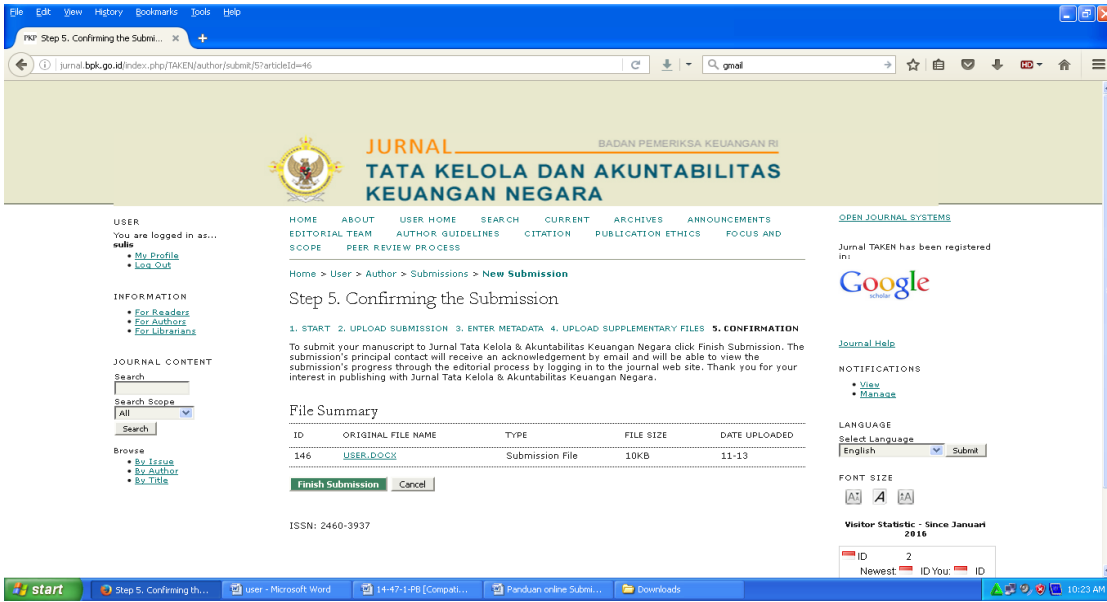 File Edit View History Bookmarks Tools Help
PKP Step 5. Confirming the Submi... × +
jurnal.bpk.go.id/index.php/TAKEN/author/submit/5?articleId=46
gmail
JURNAL
BADAN PEMERIKSA KEUANGAN RI
TATA KELOLA DAN AKUNTABILITAS
KEUANGAN NEGARA
USER
You are logged in as...
sulis
My Profile
Log Out
INFORMATION
For Readers
For Authors
For Librarians
JOURNAL CONTENT
Search
Search Scope
All
Search
Browse
By Issue
By Author
By Title
HOME ABOUT USER HOME SEARCH CURRENT ARCHIVES ANNOUNCEMENTS
EDITORIAL TEAM AUTHOR GUIDELINES CITATION PUBLICATION ETHICS FOCUS AND
SCOPE PEER REVIEW PROCESS
Home > User > Author > Submissions > New Submission
Step 5. Confirming the Submission
1. START 2. UPLOAD SUBMISSION 3. ENTER METADATA 4. UPLOAD SUPPLEMENTARY FILES 5. CONFIRMATION
To submit your manuscript to Jurnal Tata Kelola & Akuntabilitas Keuangan Negara click Finish Submission. The
submission's principal contact will receive an acknowledgement by email and will be able to view the
submission's progress through the editorial process by logging in to the journal web site. Thank you for your
interest in publishing with Jurnal Tata Kelola & Akuntabilitas Keuangan Negara.
File Summary
ID ORIGINAL FILE NAME TYPE FILE SIZE DATE UPLOADED
146 USER.DOCX Submission File 10KB 11-13
Finish Submission Cancel
ISSN: 2460-3937
OPEN JOURNAL SYSTEMS
Jurnal TAKEN has been registered
in:
Google
scholar
Journal Help
NOTIFICATIONS
View
Manage
LANGUAGE
Select Language
English Submit
FONT SIZE
A A A
Visitor Statistic - Since Januari
2016
ID 2
Newest: ID You: ID
start
Step 5. Confirming th...
user - Microsoft Word
14-47-1-PB [Compati...
Panduan online Submi...
Downloads
10:23 AM